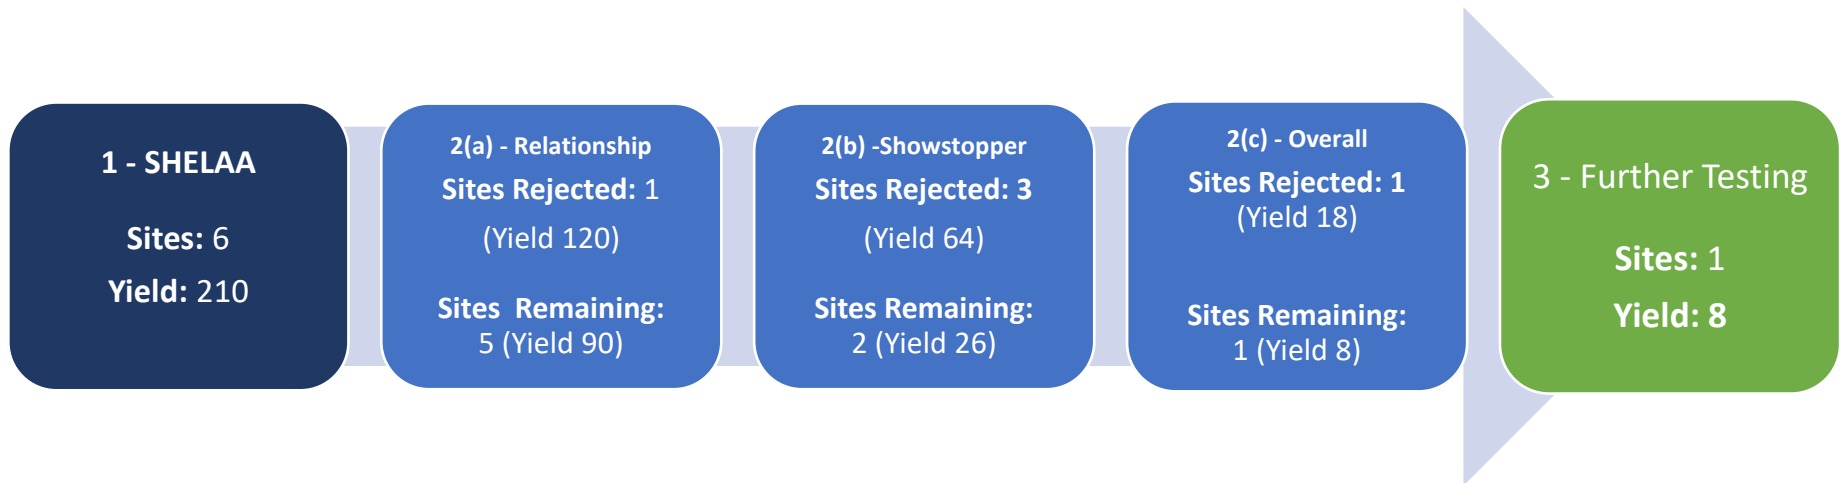 1 - SHELAA
Sites: 6
Yield: 210
2(a) - Relationship
Sites Rejected: 1
(Yield 120)
Sites Remaining:
5 (Yield 90)
2(b) -Showstopper
Sites Rejected: 3
(Yield 64)
Sites Remaining:
2 (Yield 26)
2(c) - Overall
Sites Rejected: 1
(Yield 18)
Sites Remaining:
1 (Yield 8)
3 - Further Testing
Sites: 1
Yield: 8